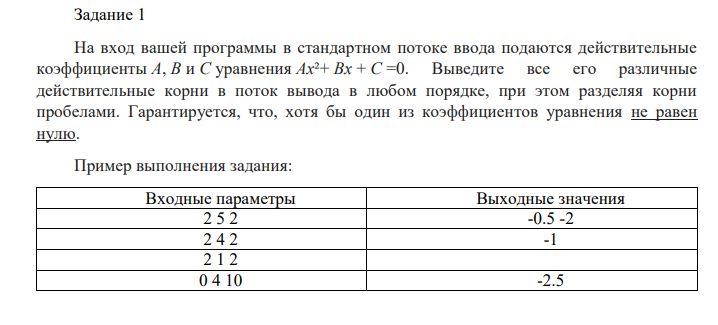 Задание 1
На вход вашей программы в стандартном потоке ввода подаются действительные
коэффициенты A, B и C уравнения Ax²+ Bx + C =0. Выведите все его различные
действительные корни в поток вывода в любом порядке, при этом разделяя корни
пробелами. Гарантируется, что, хотя бы один из коэффициентов уравнения не равен
нулю.
Пример выполнения задания:
Входные параметры Выходные значения
2 5 2 -0.5 -2
2 4 2 -1
2 1 2
0 4 10 -2.5